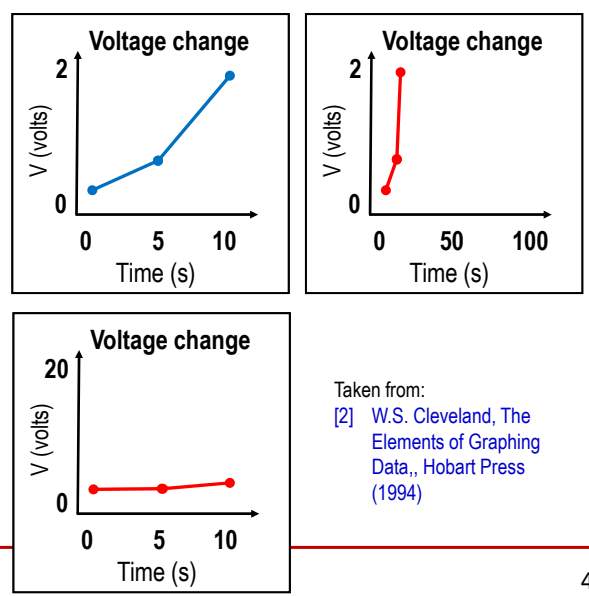 Voltage change
2
V (volts)
0
0 5 10
Time (s)
Voltage change
2
V (volts)
0
0 50 100
Time (s)
Voltage change
20
V (volts)
0
0 5 10
Time (s)
Taken from:
[2] W.S. Cleveland, The
Elements of Graphing
Data,, Hobart Press
(1994)
4